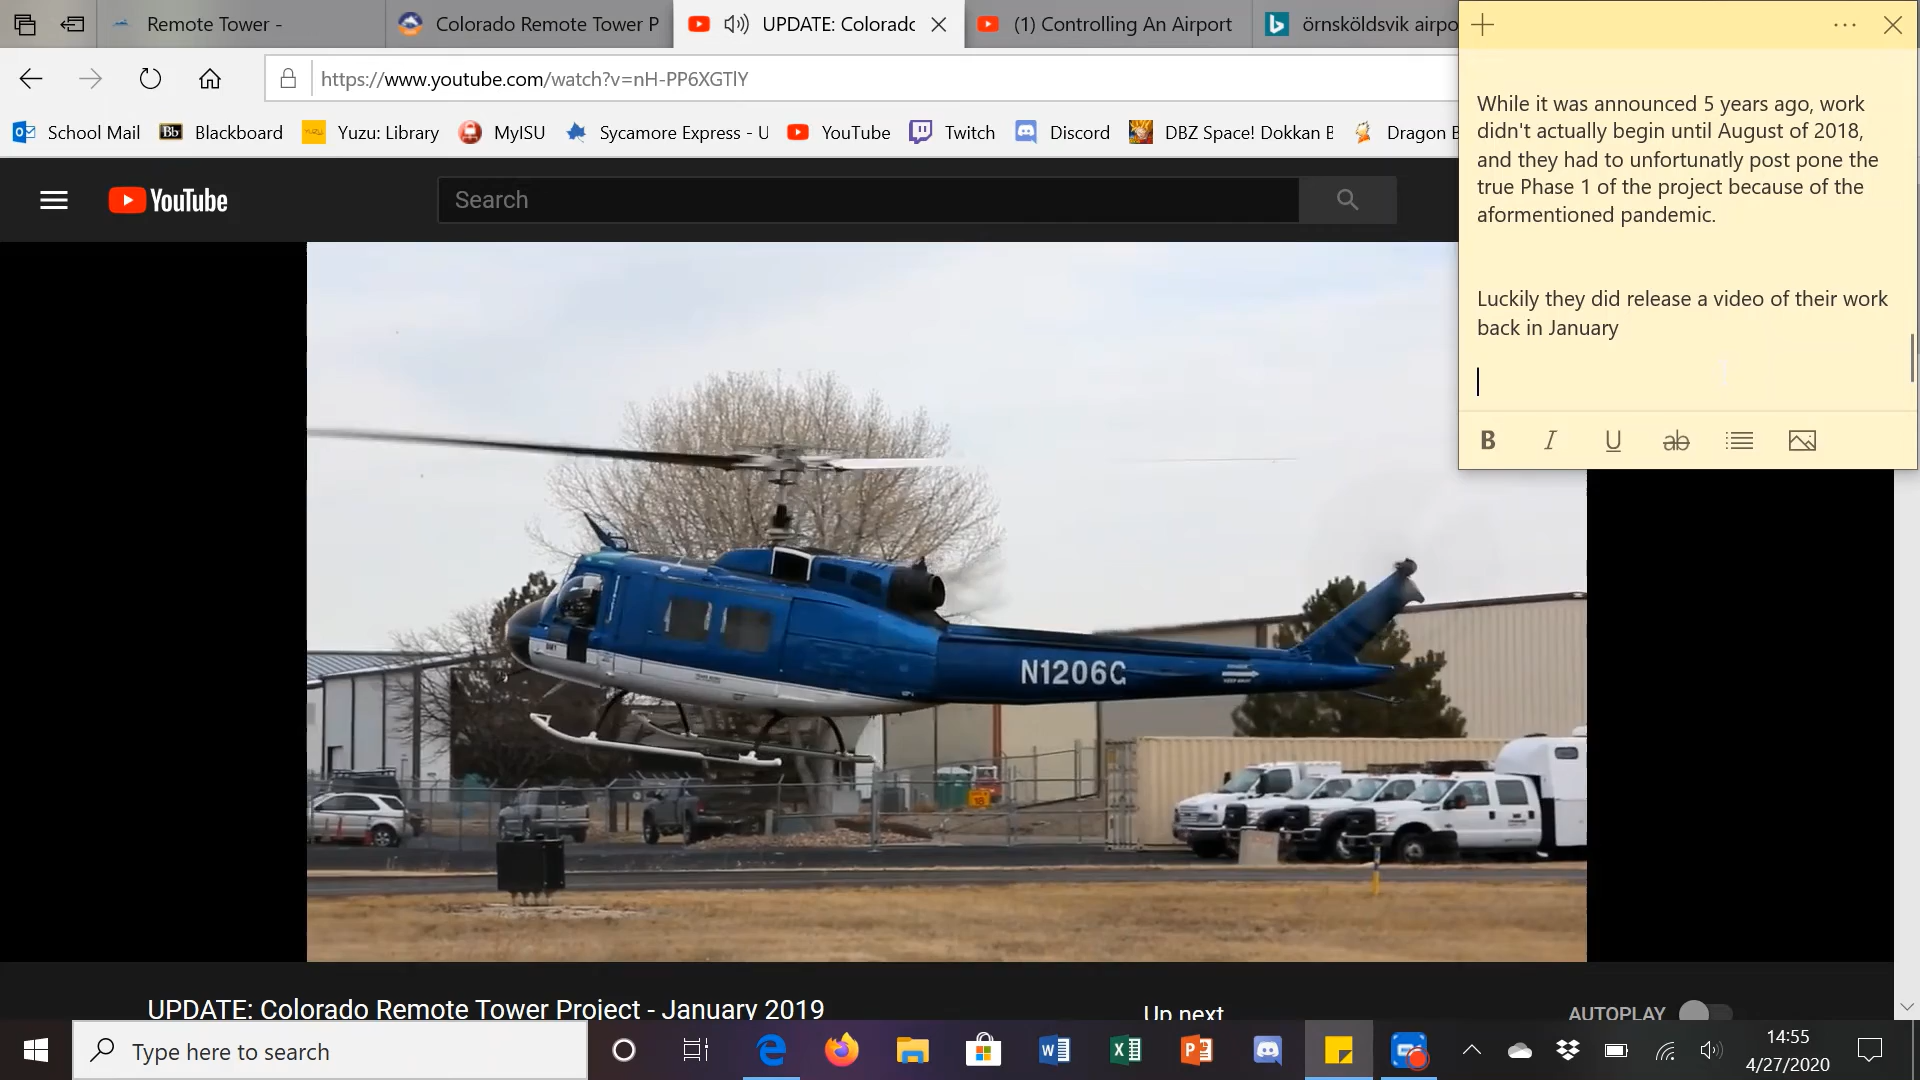 Remote Tower -
Colorado Remote Tower P
UPDATE: Colorado
(1) Controlling An Airport
örnsköldsvik airpo
https://www.youtube.com/watch?v=nH-PP6XGTlY
School Mail
Bb Blackboard
YUZU Yuzu: Library
MyISU
Sycamore Express - U
YouTube
Twitch
Discord
DBZ Space! Dokkan B
Dragon B
YouTube
Search
While it was announced 5 years ago, work
didn't actually begin until August of 2018,
and they had to unfortunatly post pone the
true Phase 1 of the project because of the
aformentioned pandemic.
Luckily they did release a video of their work
back in January
B I U ab
N1206C
18
UPDATE: Colorado Remote Tower Project - January 2019
Up next
AUTOPLAY
Type here to search
14:55
4/27/2020